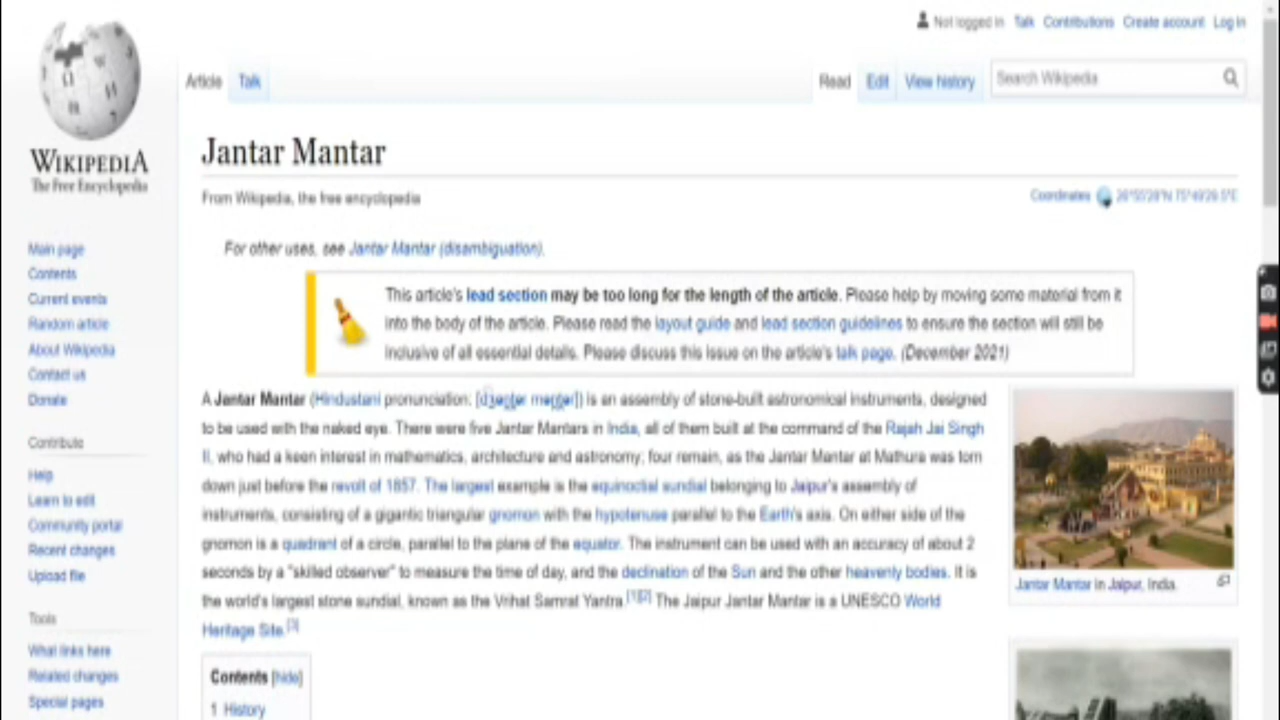 Not logged in Talk Contributions Create account Log in
Article Talk Read Edit View history Search Wikipedia
WIKIPEDIA
The Free Encyclopedia
Jantar Mantar
From Wikipedia, the free encyclopedia
Coordinates
For other uses, see Jantar Mantar (disambiguation).
This article's lead section may be too long for the length of the article. Please help by moving some material from it
into the body of the article. Please read the layout guide and lead section guidelines to ensure the section will still be
inclusive of all essential details. Please discuss this issue on the article's talk page. (December 2021)
A Jantar Mantar (Hindustani pronunciation: is an assembly of stone-built astronomical instruments, designed
to be used with the naked eye. There were five Jantar Mantars in India, all of them built at the command of the Rajah Jai Singh
II, who had a keen interest in mathematics, architecture and astronomy; four remain, as the Jantar Mantar at Mathura was torn
down just before the revolt of 1857. The largest example is the equinoctial sundial belonging to Jaipur's assembly of
instruments, consisting of a gigantic triangular gnomon with the hypotenuse parallel to the Earth's axis. On either side of the
gnomon is a quadrant of a circle, parallel to the plane of the equator. The instrument can be used with an accuracy of about 2
seconds by a "skilled observer" to measure the time of day, and the declination of the Sun and the other heavenly bodies. It is
the world's largest stone sundial, known as the Vrihat Samrat Yantra.[1][2] The Jaipur Jantar Mantar is a UNESCO World
Heritage Site.[3]
Jantar Mantar in Jaipur, India.
Contents [hide]
1 History
Main page
Contents
Current events
Random article
About Wikipedia
Contact us
Donate
Contribute
Help
Learn to edit
Community portal
Recent changes
Upload file
Tools
What links here
Related changes
Special pages